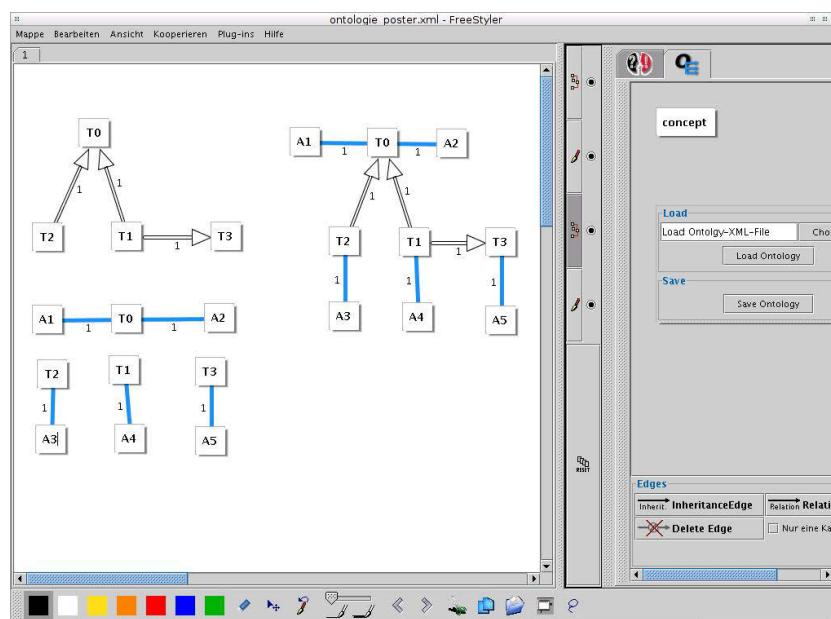 ontologie_poster.xml - FreeStyler
Mappe Bearbeiten Ansicht Kooperieren Plug-ins Hilfe
1
T0
1 1
T2 T1 1 T3
A1 1 T0 1 A2
T2 T1 T3
1 1 1
A3 A4 A5
A1 1 T0 1 A2
1 1
T2 T1 1 T3
1 1 1
A3 A4 A5
RESET
concept
Load
Load Ontolgy-XML-File Cho
Load Ontology
Save
Save Ontology
Edges
Inherit. InheritanceEdge Relation Relati
Delete Edge Nur eine Ka